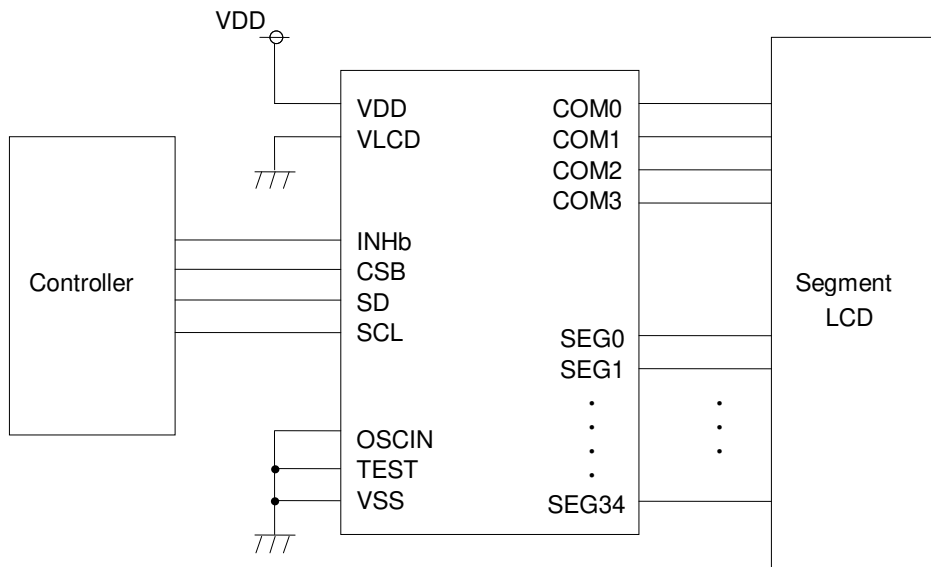 VDD
VDD
VLCD
INHb
CSB
SD
SCL
OSCIN
TEST
VSS
COM0
COM1
COM2
COM3
SEG0
SEG1
SEG34
Controller
Segment
LCD